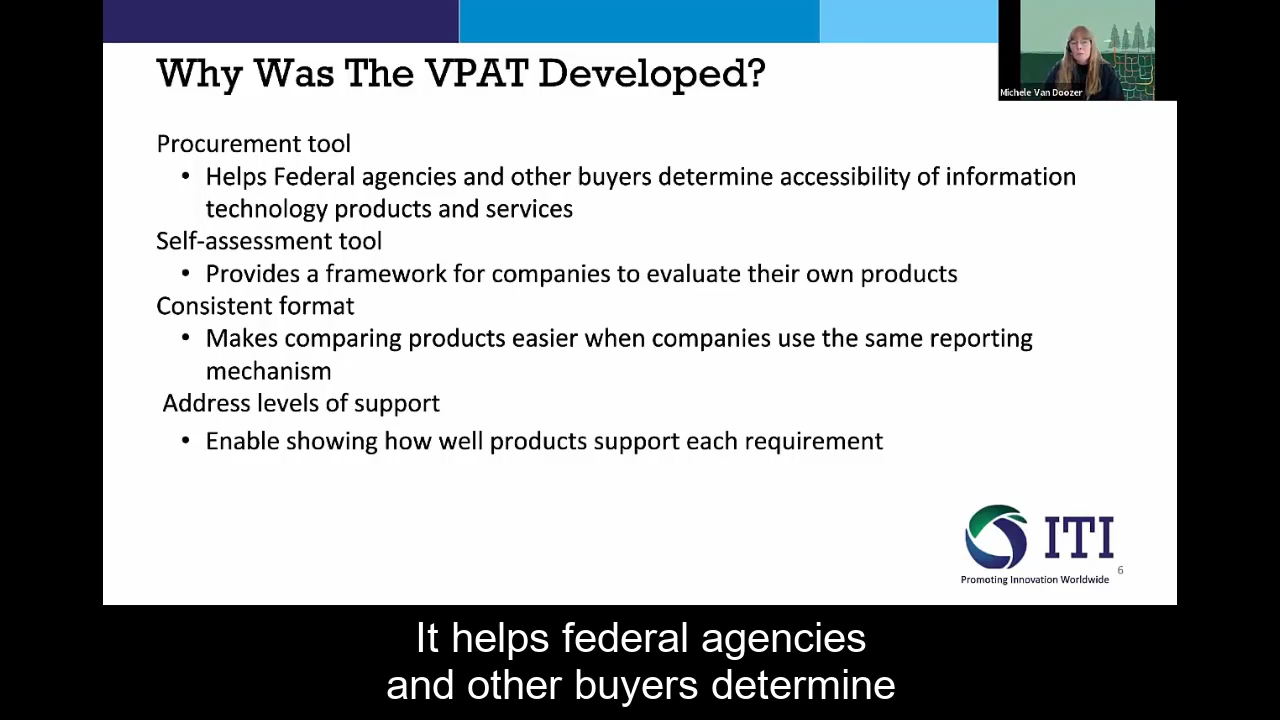 Why Was The VPAT Developed?
Michele Van Doozer
Procurement tool
• Helps Federal agencies and other buyers determine accessibility of information
technology products and services
Self-assessment tool
• Provides a framework for companies to evaluate their own products
Consistent format
• Makes comparing products easier when companies use the same reporting
mechanism
Address levels of support
• Enable showing how well products support each requirement
ITI
Promoting Innovation Worldwide
6
It helps federal agencies
and other buyers determine